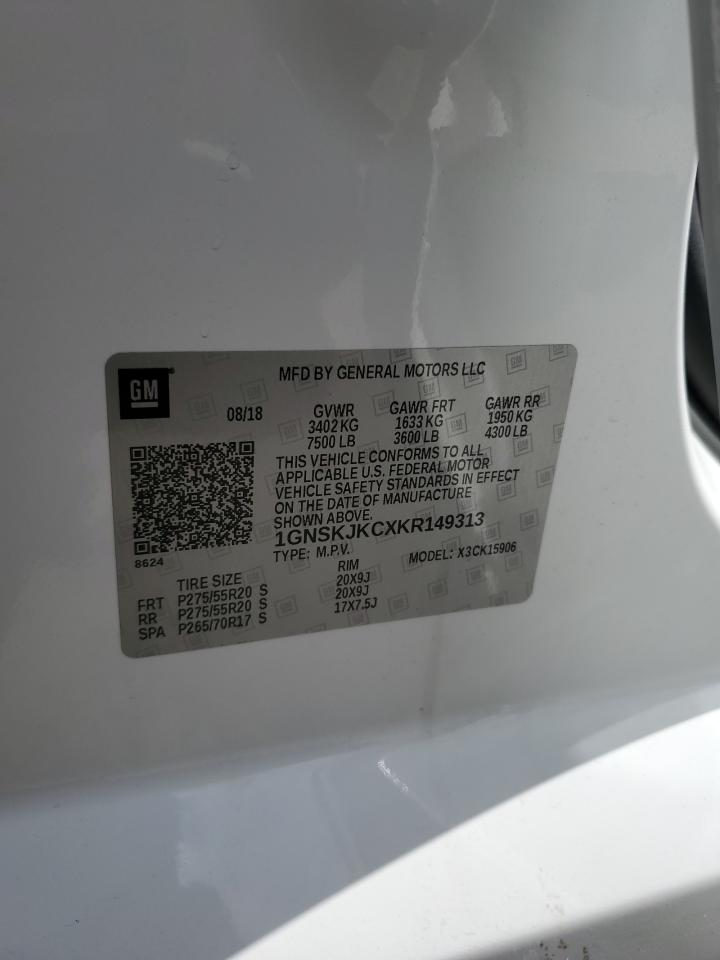 GM
MFD BY GENERAL MOTORS LLC
08/18 GVWR GAWR FRT GAWR RR
3402 KG 1633 KG 1950 KG
7500 LB 3600 LB 4300 LB
THIS VEHICLE CONFORMS TO ALL
APPLICABLE U.S. FEDERAL MOTOR
VEHICLE SAFETY STANDARDS IN EFFECT
ON THE DATE OF MANUFACTURE
SHOWN ABOVE.
1GNSKJKCXKR149313
8624 TYPE: M.P.V. MODEL: X3CK15906
TIRE SIZE RIM
FRT P275/55R20 S 20X9J
RR P275/55R20 S 20X9J
SPA P265/70R17 S 17X7.5J